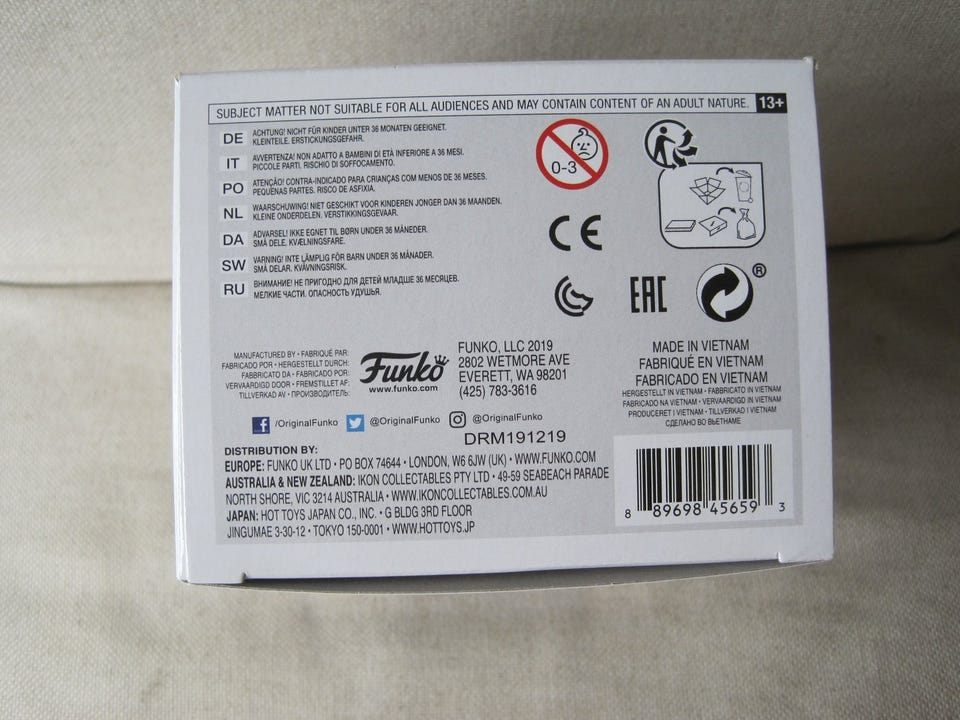 SUBJECT MATTER NOT SUITABLE FOR ALL AUDIENCES AND MAY CONTAIN CONTENT OF AN ADULT NATURE. 13+
DE ACHTUNG! NICHT FÜR KINDER UNTER 36 MONATEN GEEIGNET.
KLEINTEILE. ERSTICKUNGSGEFAHR.
IT AVVERTENZA! NON ADATTO A BAMBINI DI ETÀ INFERIORE A 36 MESI.
PICCOLE PARTI. RISCHIO DI SOFFOCAMENTO.
PO ATENÇÃO! CONTRA-INDICADO PARA CRIANÇAS COM MENOS DE 36 MESES.
PEQUENAS PARTES. RISCO DE ASFIXIA.
NL WAARSCHUWING! NIET GESCHIKT VOOR KINDEREN JONGER DAN 36 MAANDEN.
KLEINE ONDERDELEN. VERSTIKKINGSGEVAAR.
DA ADVARSEL! IKKE EGNET TIL BØRN UNDER 36 MÅNEDER.
SMÅ DELE. KVÆLNINGSFARE.
SW VARNING! INTE LÄMPLIG FÖR BARN UNDER 36 MÅNADER.
SMÅ DELAR. KVÄVNINGSRISK.
RU ВНИМАНИЕ! НЕ ПРИГОДНО ДЛЯ ДЕТЕЙ МЛАДШЕ 36 МЕСЯЦЕВ.
МЕЛКИЕ ЧАСТИ. ОПАСНОСТЬ УДУШЬЯ.
0-3
CE
EAC
®
MANUFACTURED BY • FABRIQUÉ PAR:
FABRICADO POR • HERGESTELLT DURCH:
FABBRICATO DA • FABRICADO POR:
VERVAARDIGD DOOR • FREMSTILLET AF:
TILLVERKAD AV • ПРОИЗВОДИТЕЛЬ:
Funko
www.funko.com
FUNKO, LLC 2019
2802 WETMORE AVE
EVERETT, WA 98201
(425) 783-3616
MADE IN VIETNAM
FABRIQUÉ EN VIETNAM
FABRICADO EN VIETNAM
HERGESTELLT IN VIETNAM • FABBRICATO IN VIETNAM
FABRICADO NA VIETNAM • VERVAARDIGD IN VIETNAM
PRODUCERET I VIETNAM • TILLVERKAD I VIETNAM
СДЕЛАНО ВО ВЬЕТНАМЕ
f /OriginalFunko @OriginalFunko @OriginalFunko
DRM191219
DISTRIBUTION BY:
EUROPE: FUNKO UK LTD • PO BOX 74644 • LONDON, W6 6JW (UK) • WWW.FUNKO.COM
AUSTRALIA & NEW ZEALAND: IKON COLLECTABLES PTY LTD • 49-59 SEABEACH PARADE
NORTH SHORE, VIC 3214 AUSTRALIA • WWW.IKONCOLLECTABLES.COM.AU
JAPAN: HOT TOYS JAPAN CO., INC. • G BLDG 3RD FLOOR
JINGUMAE 3-30-12 • TOKYO 150-0001 • WWW.HOTTOYS.JP
8 89698 45659 3